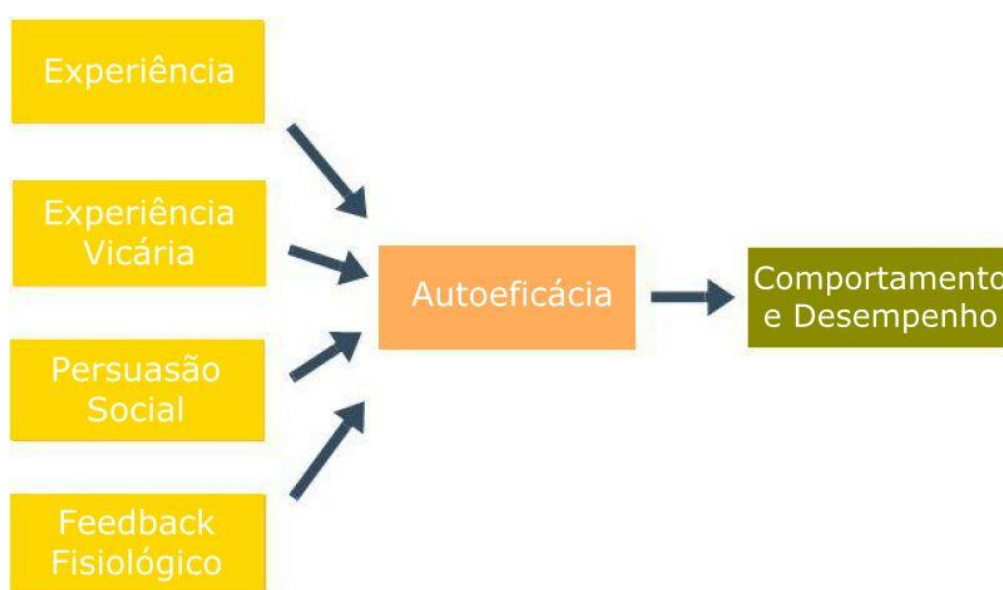 Experiência
Experiência
Vicária
Persuasão
Social
Feedback
Fisiológico
Autoeficácia
Comportamento
e Desempenho